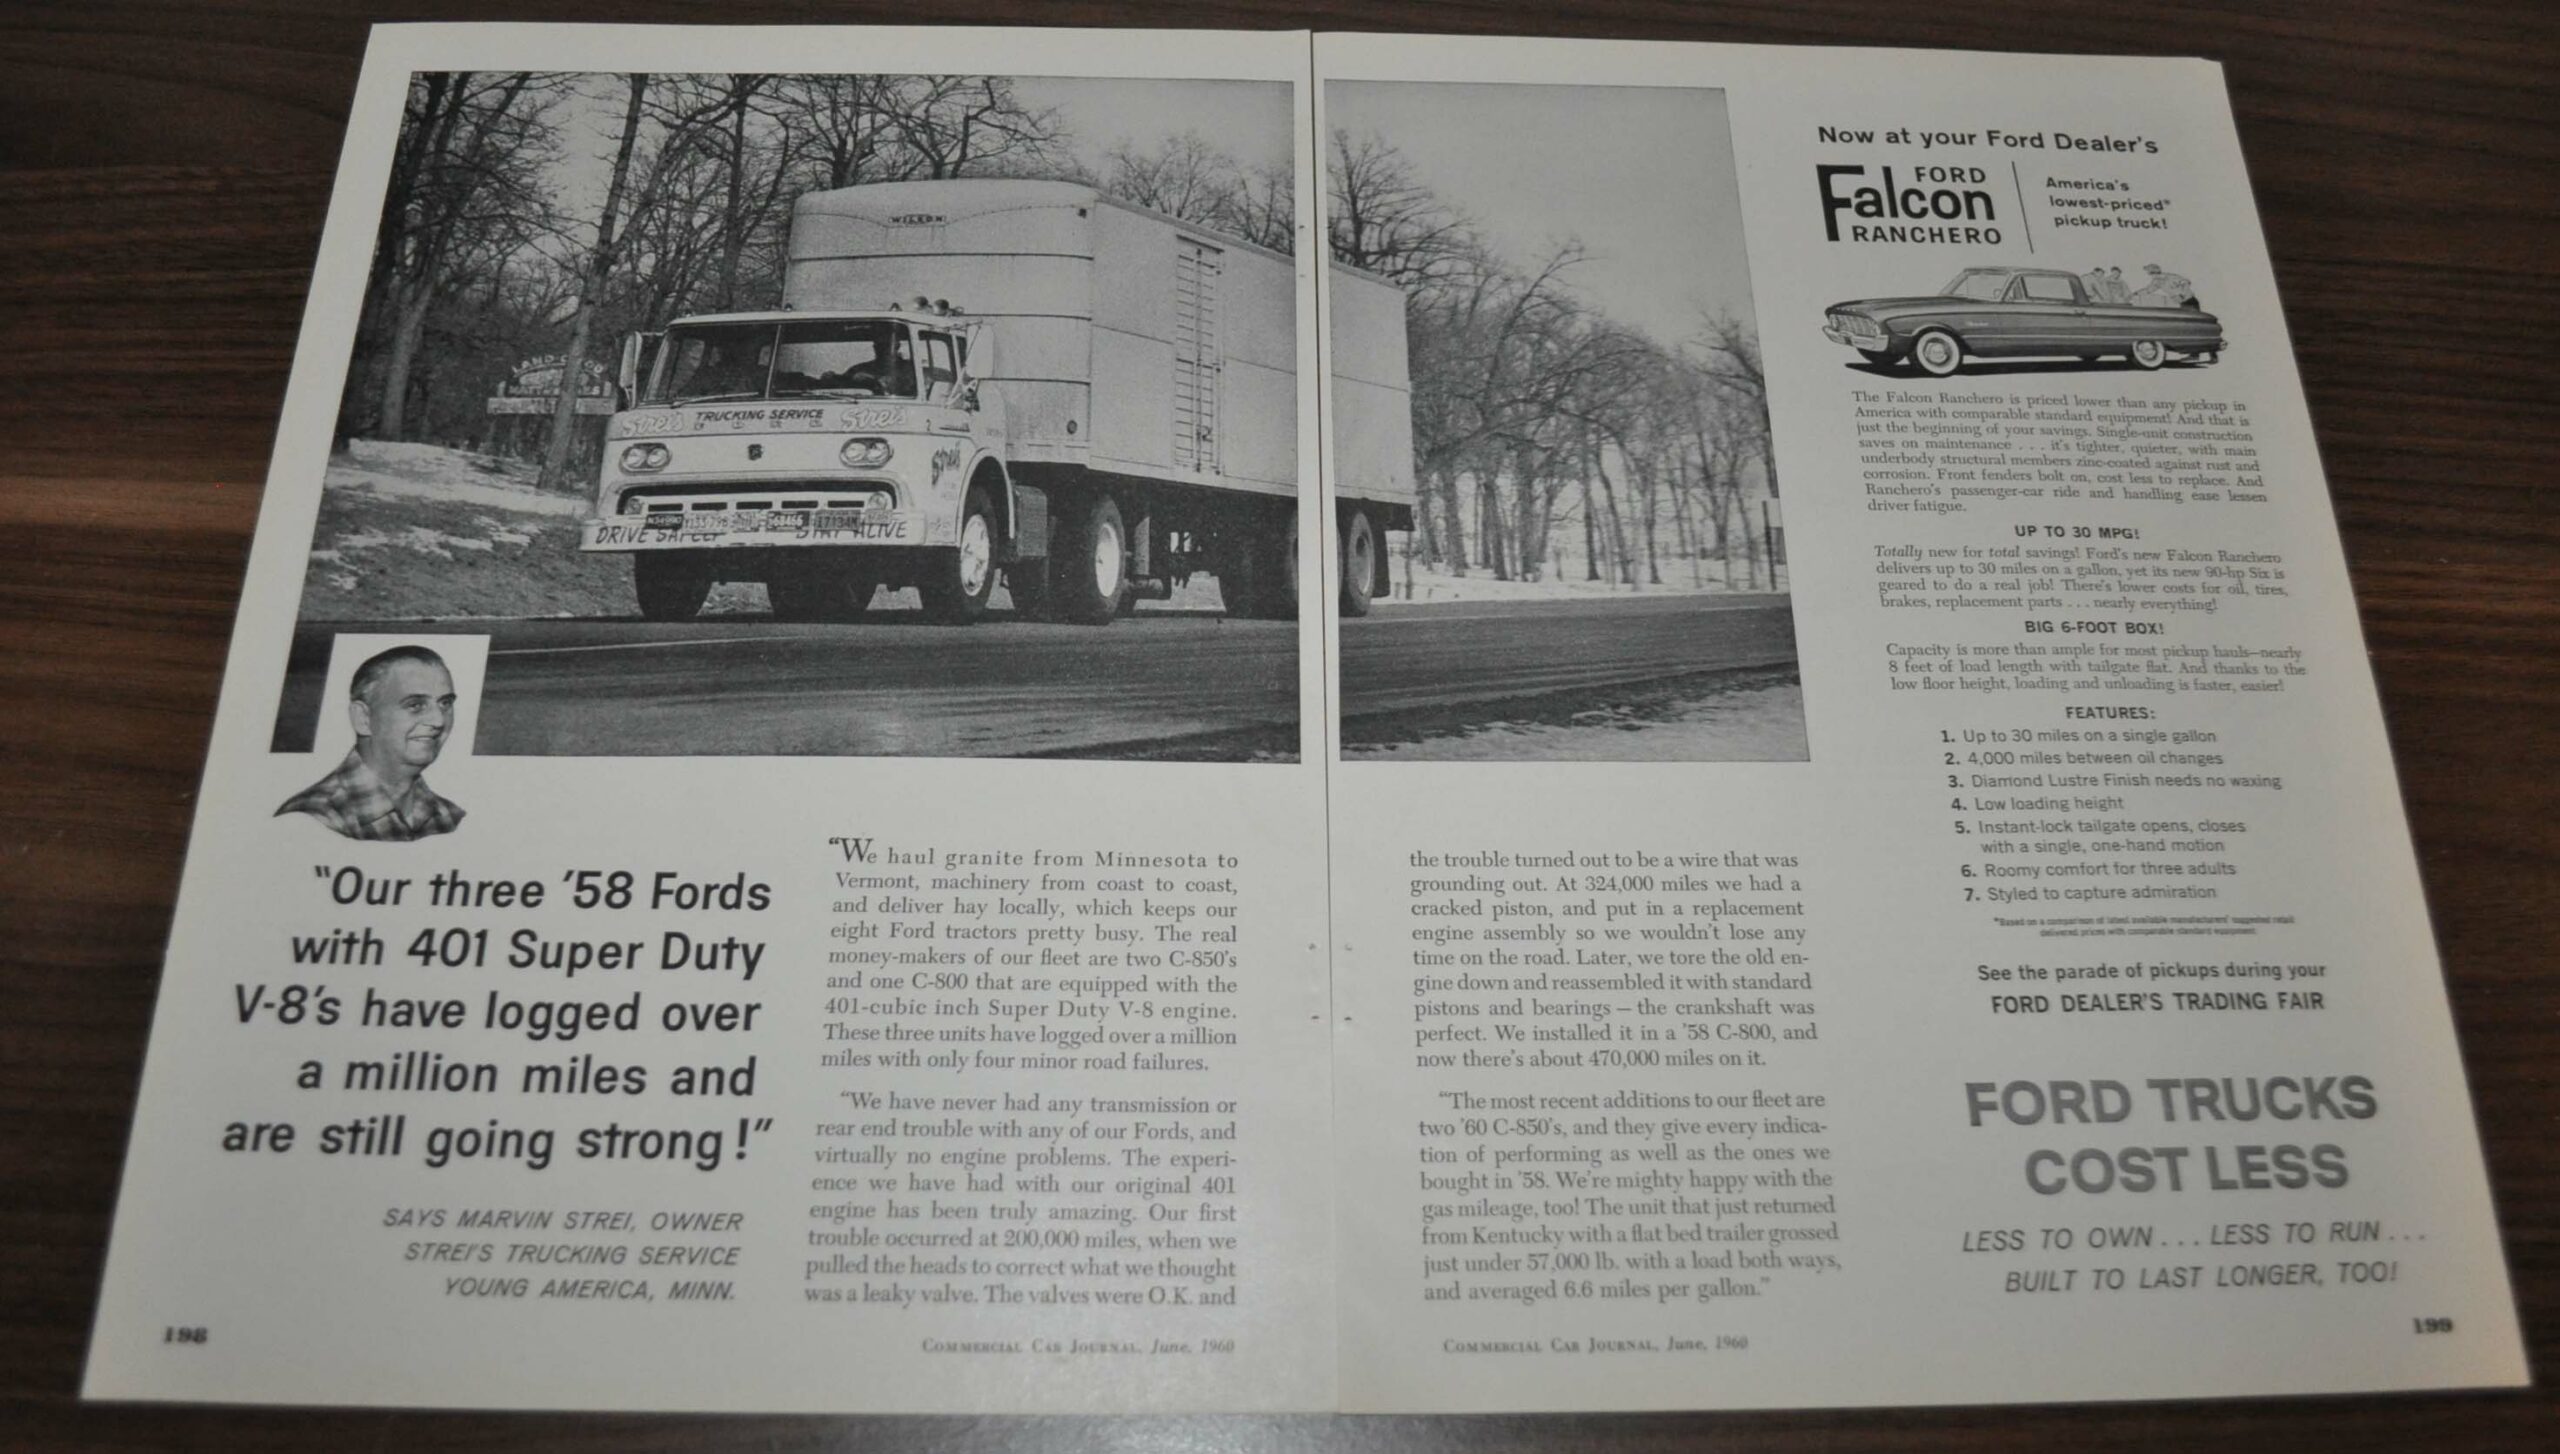 WILSON
Strei's TRUCKING SERVICE Strei's
2
Strei's
DRIVE SAFELY STAY ALIVE
"Our three '58 Fords
with 401 Super Duty
V-8's have logged over
a million miles and
are still going strong!"
SAYS MARVIN STREI, OWNER
STREI'S TRUCKING SERVICE
YOUNG AMERICA, MINN.
198
"We haul granite from Minnesota to
Vermont, machinery from coast to coast,
and deliver hay locally, which keeps our
eight Ford tractors pretty busy. The real
money-makers of our fleet are two C-850's
and one C-800 that are equipped with the
401-cubic inch Super Duty V-8 engine.
These three units have logged over a million
miles with only four minor road failures.
"We have never had any transmission or
rear end trouble with any of our Fords, and
virtually no engine problems. The experi-
ence we have had with our original 401
engine has been truly amazing. Our first
trouble occurred at 200,000 miles, when we
pulled the heads to correct what we thought
was a leaky valve. The valves were O.K. and
COMMERCIAL CAR JOURNAL, June, 1960
the trouble turned out to be a wire that was
grounding out. At 324,000 miles we had a
cracked piston, and put in a replacement
engine assembly so we wouldn't lose any
time on the road. Later, we tore the old en-
gine down and reassembled it with standard
pistons and bearings — the crankshaft was
perfect. We installed it in a '58 C-800, and
now there's about 470,000 miles on it.
"The most recent additions to our fleet are
two '60 C-850's, and they give every indica-
tion of performing as well as the ones we
bought in '58. We're mighty happy with the
gas mileage, too! The unit that just returned
from Kentucky with a flat bed trailer grossed
just under 57,000 lb. with a load both ways,
and averaged 6.6 miles per gallon."
COMMERCIAL CAR JOURNAL, June, 1960
Now at your Ford Dealer's
FORD
Falcon
RANCHERO
America's
lowest-priced*
pickup truck!
The Falcon Ranchero is priced lower than any pickup in
America with comparable standard equipment! And that is
just the beginning of your savings. Single-unit construction
saves on maintenance . . . it's tighter, quieter, with main
underbody structural members zinc-coated against rust and
corrosion. Front fenders bolt on, cost less to replace. And
Ranchero's passenger-car ride and handling ease lessen
driver fatigue.
UP TO 30 MPG!
Totally new for total savings! Ford's new Falcon Ranchero
delivers up to 30 miles on a gallon, yet its new 90-hp Six is
geared to do a real job! There's lower costs for oil, tires,
brakes, replacement parts . . . nearly everything!
BIG 6-FOOT BOX!
Capacity is more than ample for most pickup hauls—nearly
8 feet of load length with tailgate flat. And thanks to the
low floor height, loading and unloading is faster, easier!
FEATURES:
1. Up to 30 miles on a single gallon
2. 4,000 miles between oil changes
3. Diamond Lustre Finish needs no waxing
4. Low loading height
5. Instant-lock tailgate opens, closes
with a single, one-hand motion
6. Roomy comfort for three adults
7. Styled to capture admiration
*Based on a comparison of latest available manufacturers' suggested retail
delivered prices with comparable standard equipment
See the parade of pickups during your
FORD DEALER'S TRADING FAIR
FORD TRUCKS
COST LESS
LESS TO OWN . . . LESS TO RUN . . .
BUILT TO LAST LONGER, TOO!
199